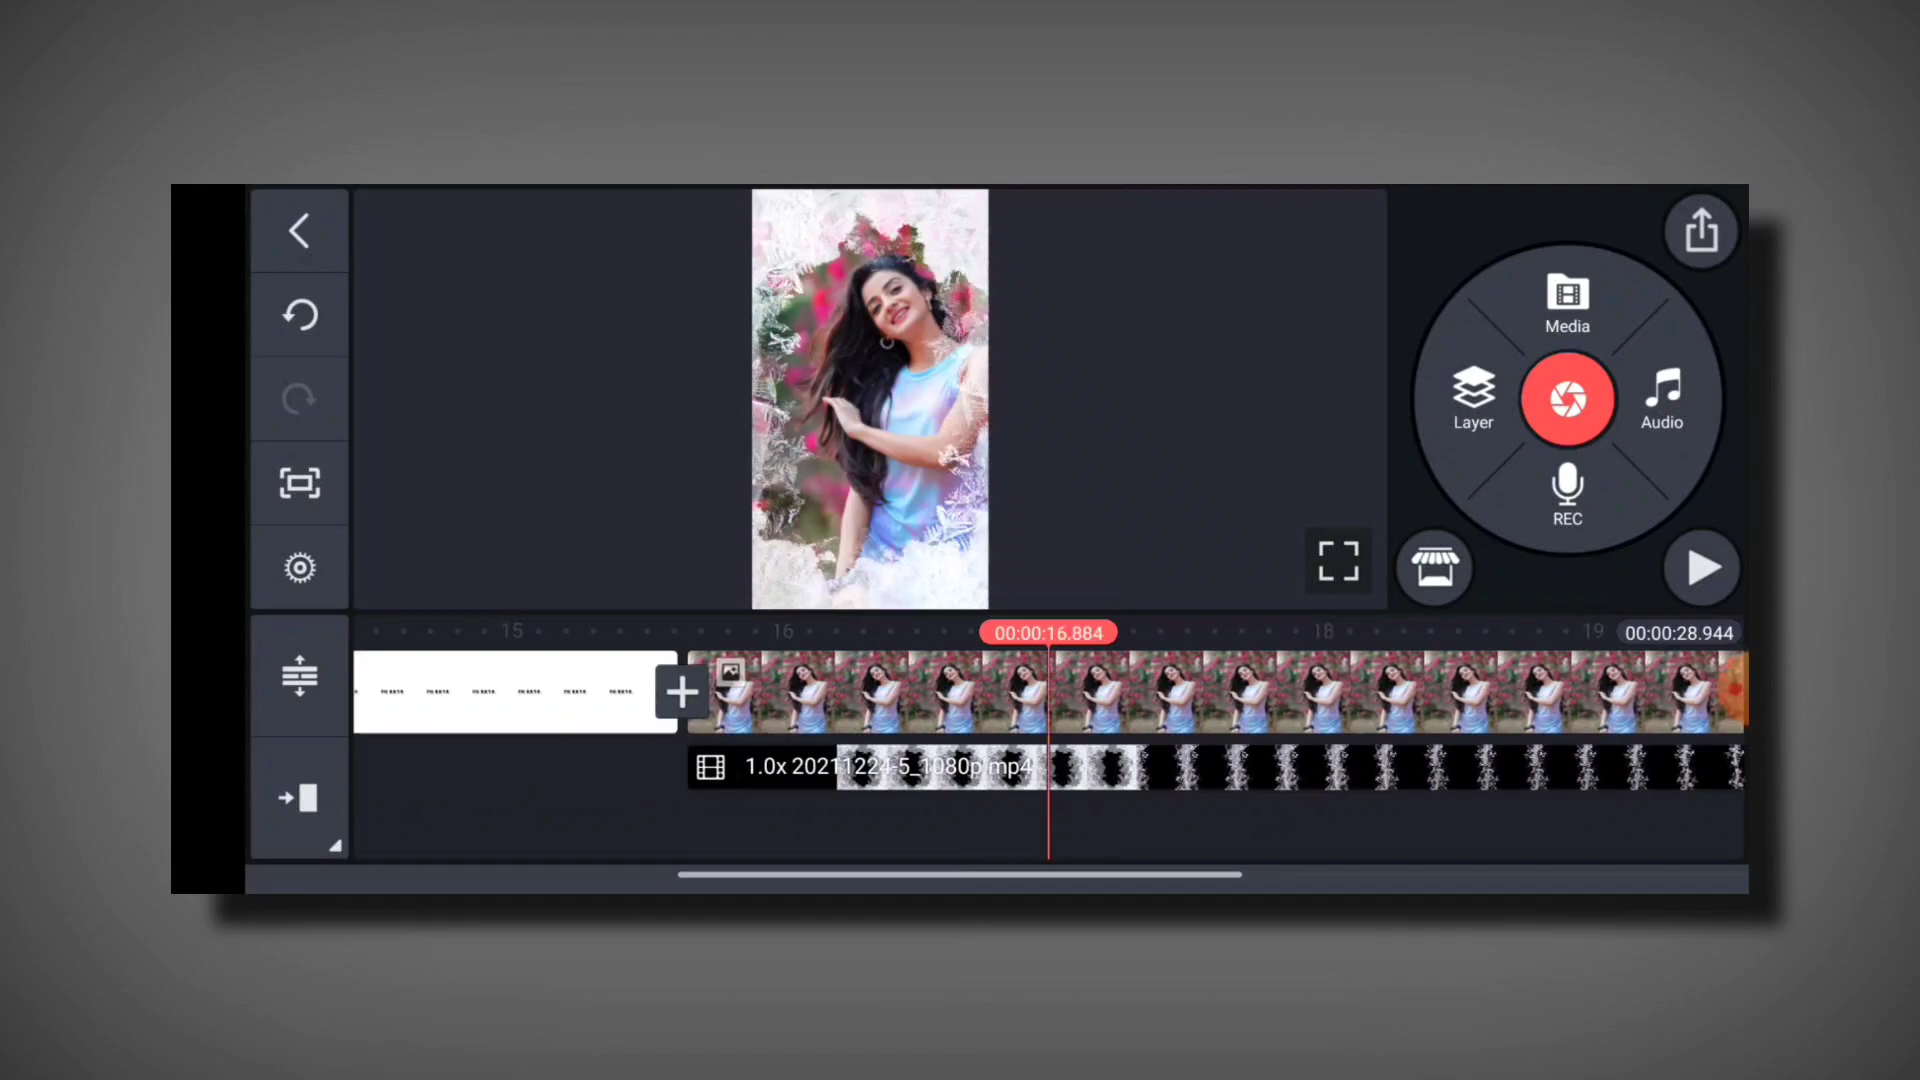 Media
Layer
Audio
REC
15
16
00:00:16.884
18
19
00:00:28.944
1.0x 20211224-5_1080p mp4